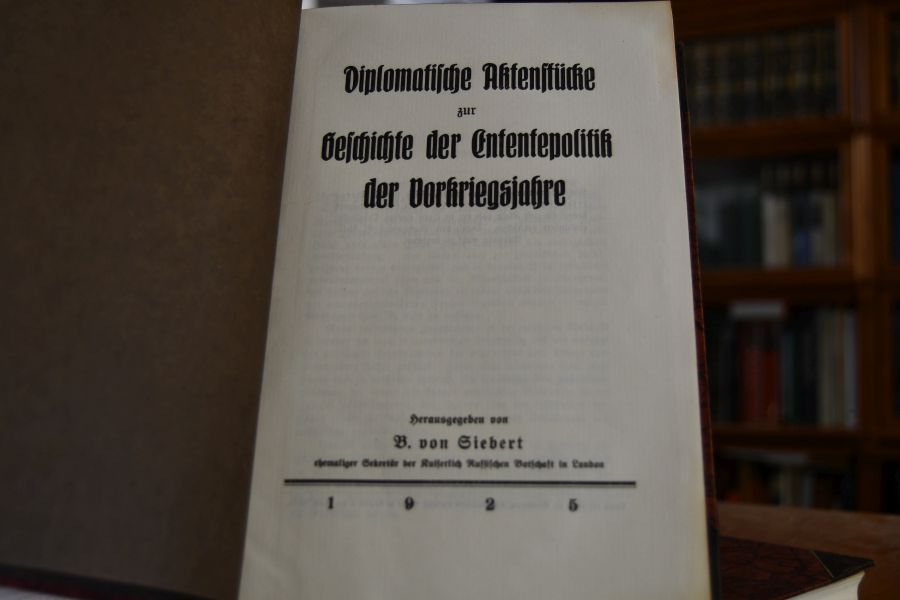 Diplomatische Aktenstücke
zur
Geschichte der Ententepolitik
der Vorkriegsjahre
Herausgegeben von
B. von Siebert
ehemaliger Sekretär der Kaiserlich Russischen Botschaft in London
1 9 2 5